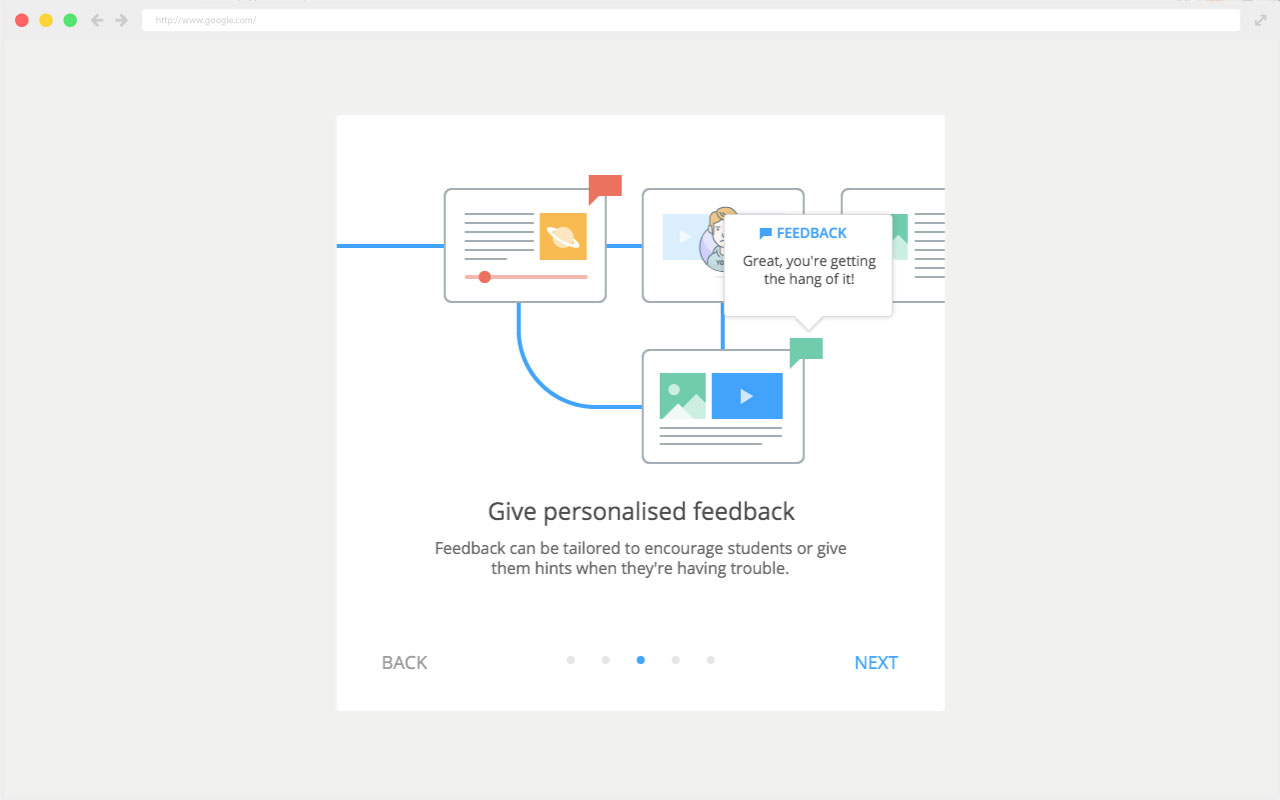 http://www.google.com/
FEEDBACK
Great, you're getting
the hang of it!
Give personalised feedback
Feedback can be tailored to encourage students or give
them hints when they're having trouble.
BACK
NEXT